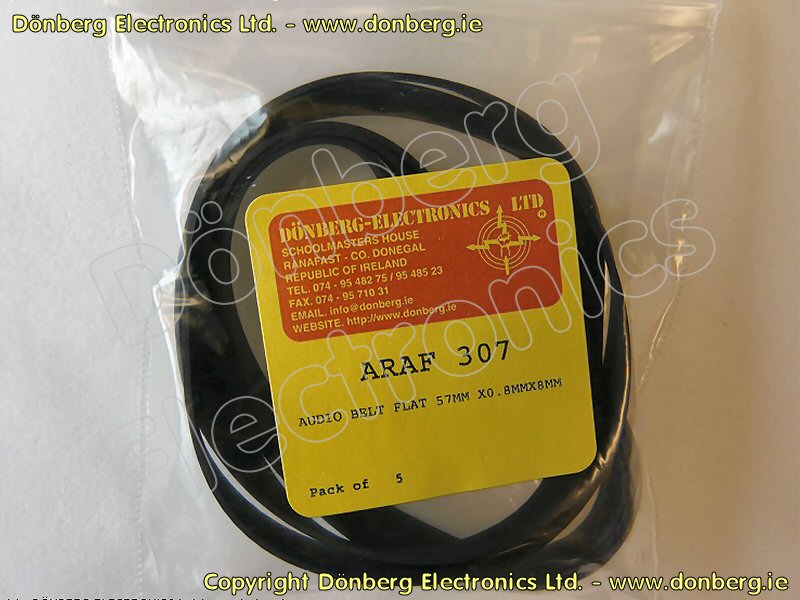 Dönberg Electronics Ltd. - www.donberg.ie
Dönberg
Electronics
DÖNBERG-ELECTRONICS LTD
®
SCHOOLMASTERS HOUSE
RANAFAST - CO. DONEGAL
REPUBLIC OF IRELAND
TEL. 074 - 95 482 75 / 95 485 23
FAX. 074 - 95 710 31
EMAIL. info@donberg.ie
WEBSITE. http://www.donberg.ie
ARAF 307
AUDIO BELT FLAT 57MM X0.8MMX8MM
Pack of 5
Copyright Dönberg Electronics Ltd. - www.donberg.ie